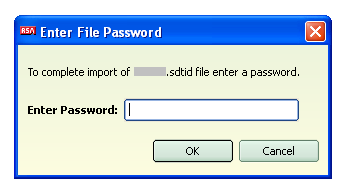 RSA Enter File Password
To complete import of .sdtid file enter a password.
Enter Password:
OK Cancel